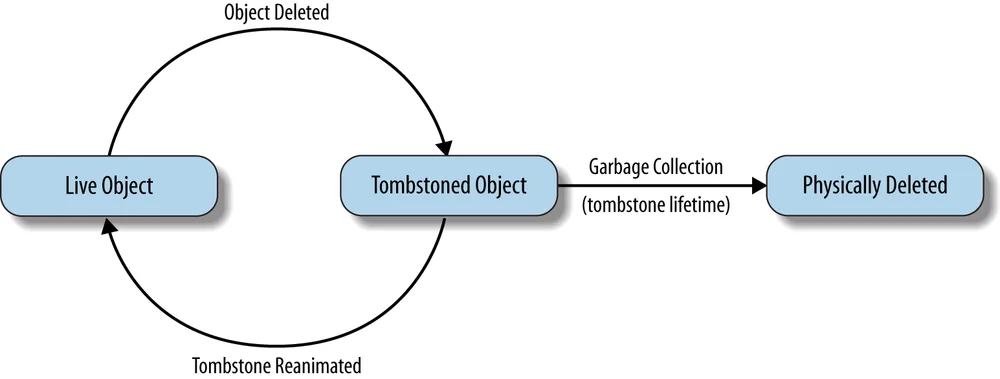 Object Deleted
Live Object
Tombstoned Object
Garbage Collection
(tombstone lifetime)
Physically Deleted
Tombstone Reanimated